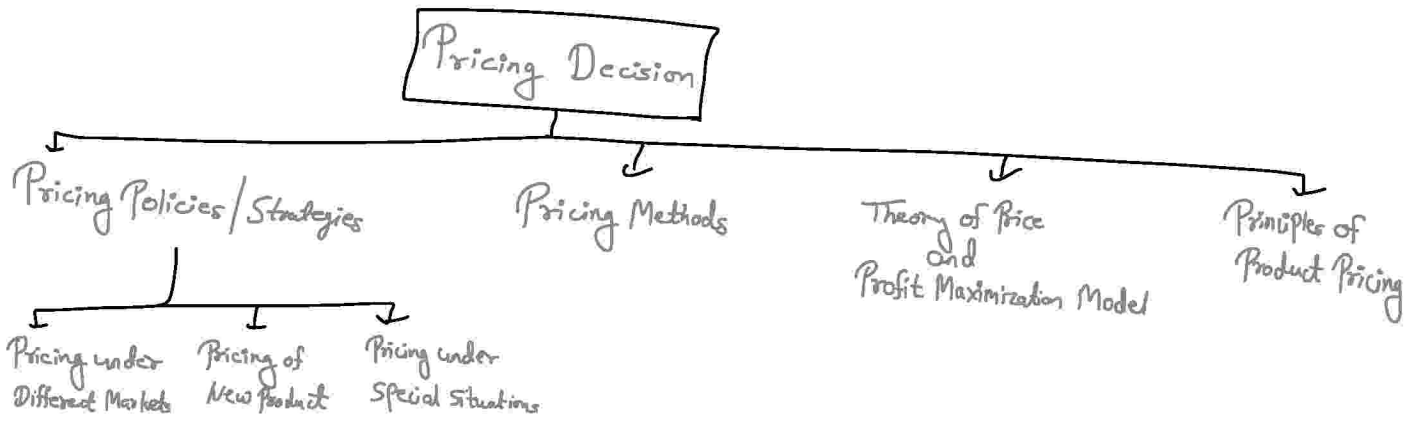 Pricing Decision
Pricing Policies/Strategies
Pricing Methods
Theory of Price
and
Profit Maximization Model
Principles of
Product Pricing
Pricing under
Different Markets
Pricing of
New Product
Pricing under
Special Situations